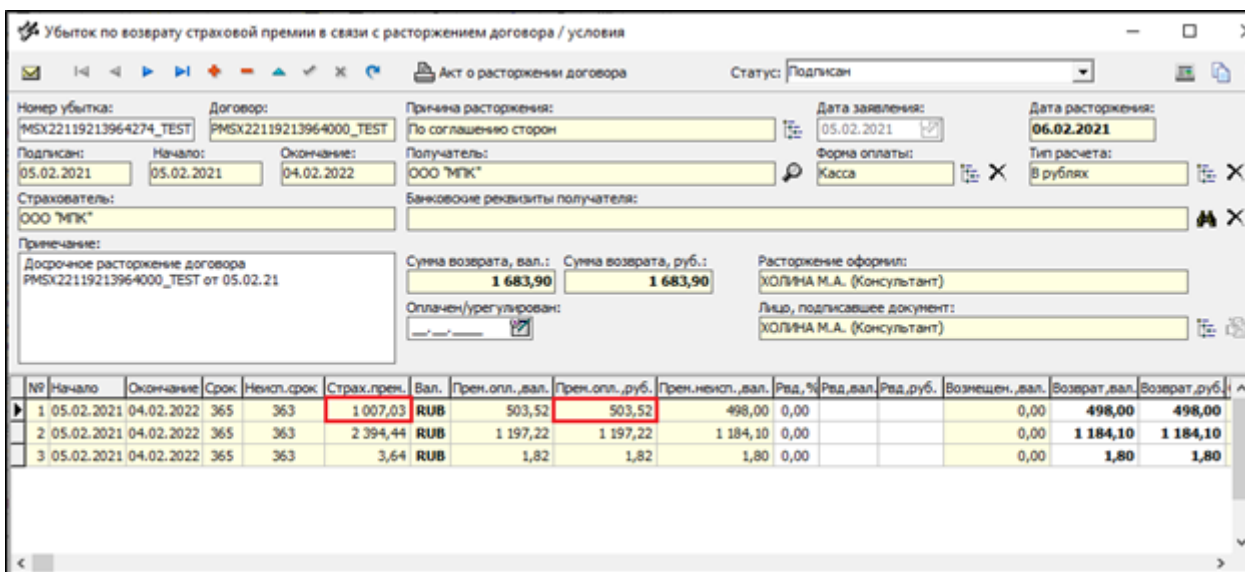 Убыток по возврату страховой премии в связи с расторжением договора / условия
Акт о расторжении договора Статус: Подписан
Номер убытка: Договор: Причина расторжения: Дата заявления: Дата расторжения:
MSX22119213964274_TEST PMSX22119213964000_TEST По соглашению сторон 05.02.2021 06.02.2021
Подписан: Начало: Окончание: Получатель: Форма оплаты: Тип расчета:
05.02.2021 05.02.2021 04.02.2022 ООО "МПК" Касса В рублях
Страхователь: Банковские реквизиты получателя:
ООО "МПК"
Примечание:
Досрочное расторжение договора Сумма возврата, вал.: Сумма возврата, руб.: Расторжение оформил:
PMSX22119213964000_TEST от 05.02.21 1 683,90 1 683,90 ХОЛИНА М.А. (Консультант)
Оплачен/урегулирован: Лицо, подписавшее документ:
__.__.____ ХОЛИНА М.А. (Консультант)
№ Начало Окончание Срок Неисп.срок Страх.прем. Вал. Прем.опл.,вал. Прем.опл.,руб. Прем.неисп.,вал. Рвд,% Рвд,вал. Рвд,руб. Возмещен.,вал. Возврат,вал. Возврат,руб.
1 05.02.2021 04.02.2022 365 363 1 007,03 RUB 503,52 503,52 498,00 0,00 0,00 498,00 498,00
2 05.02.2021 04.02.2022 365 363 2 394,44 RUB 1 197,22 1 197,22 1 184,10 0,00 0,00 1 184,10 1 184,10
3 05.02.2021 04.02.2022 365 363 3,64 RUB 1,82 1,82 1,80 0,00 0,00 1,80 1,80